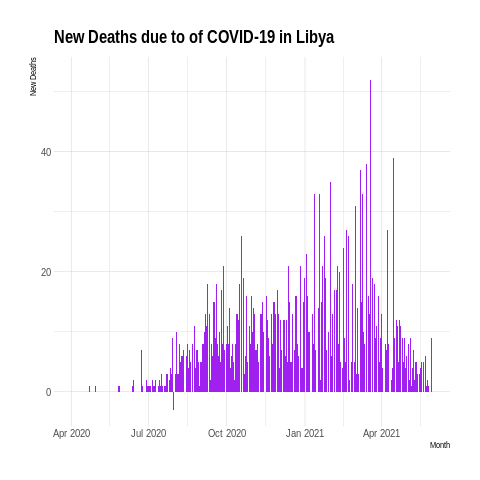 New Deaths due to of COVID-19 in Libya
New Deaths
40
20
0
Apr 2020 Jul 2020 Oct 2020 Jan 2021 Apr 2021
Month